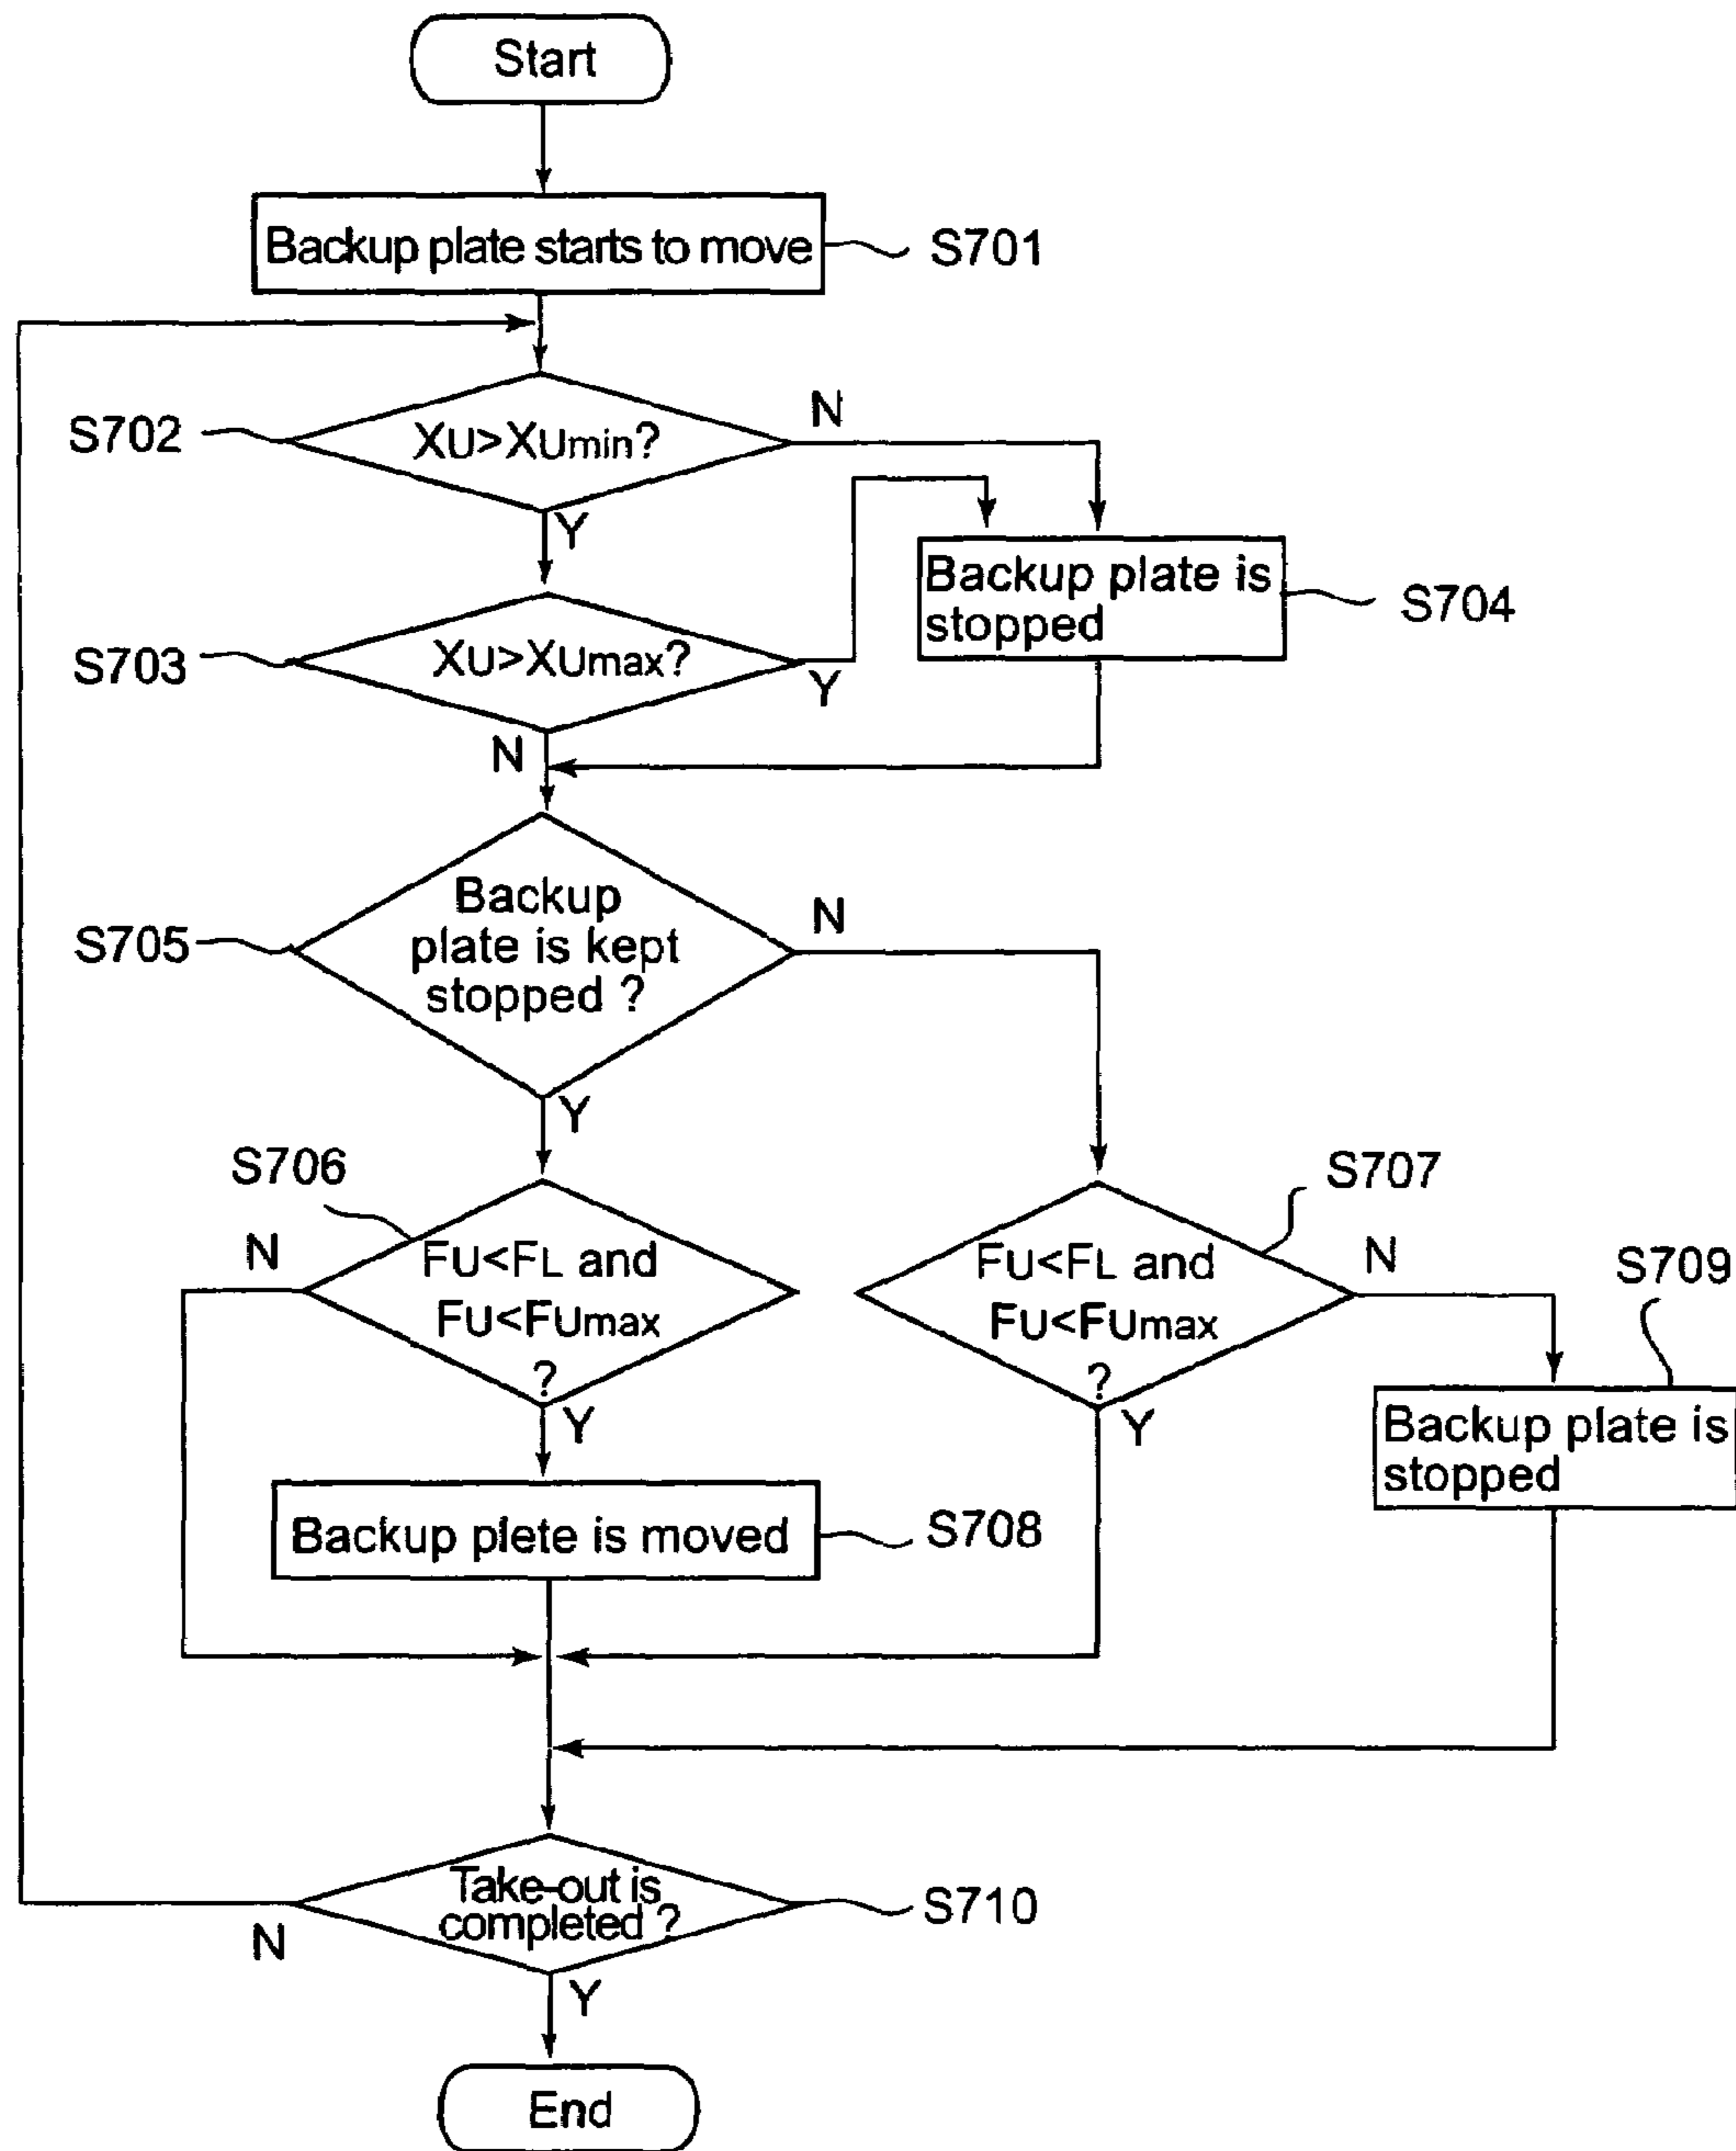 Start
Backup plate starts to move
S701
S702
XU>XUmin?
N
Y
Backup plate is
stopped
S704
S703
XU>XUmax?
Y
N
S705
Backup
plate is kept
stopped ?
N
Y
S706
N
FU<FL and
FU<FUmax
?
Y
S707
FU<FL and
FU<FUmax
?
N
Y
S709
Backup plate is
stopped
Backup plete is moved
S708
Take-out is
completed ?
S710
N
Y
End